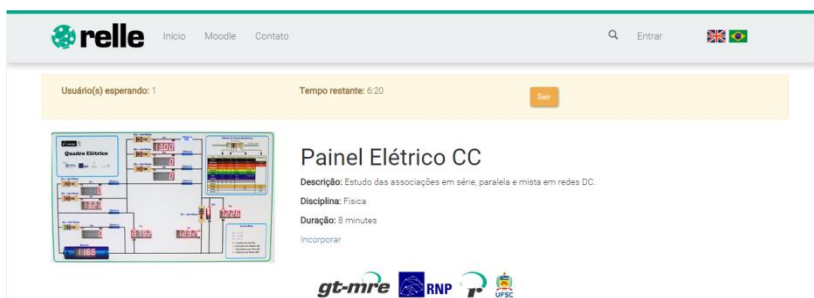 relle Início Moodle Contato Entrar
Usuário(s) esperando: 1 Tempo restante: 6:20 Sair
Quadro Elétrico
Painel Elétrico CC
Descrição: Estudo das associações em série, paralela e mista em redes DC.
Disciplina: Física
Duração: 8 minutes
Incorporar
gt-mre RNP r UFSC